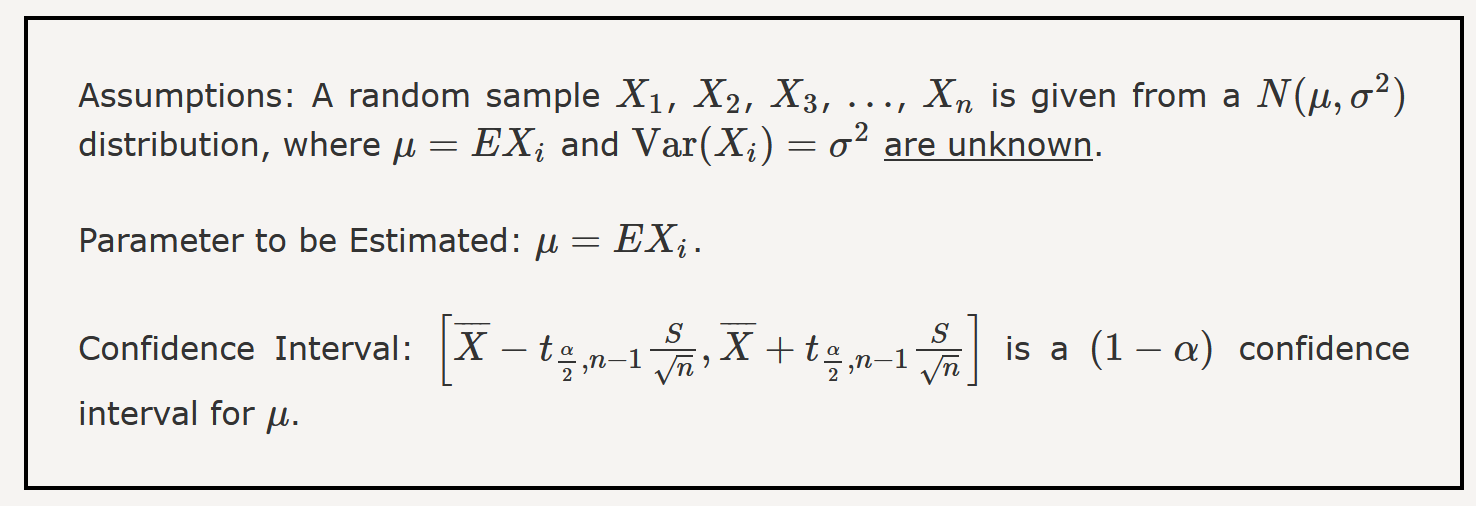 Assumptions: A random sample $X_1$, $X_2$, $X_3$, $\ldots$, $X_n$ is given from a $N(\mu, \sigma^2)$
distribution, where $\mu = EX_i$ and $\mathrm{Var}(X_i) = \sigma^2$ are unknown.
Parameter to be Estimated: $\mu = EX_i$.
Confidence Interval: $\left[\overline{X} - t_{\frac{\alpha}{2},n-1}\frac{S}{\sqrt{n}}, \overline{X} + t_{\frac{\alpha}{2},n-1}\frac{S}{\sqrt{n}}\right]$ is a $(1 - \alpha)$ confidence
interval for $\mu$.